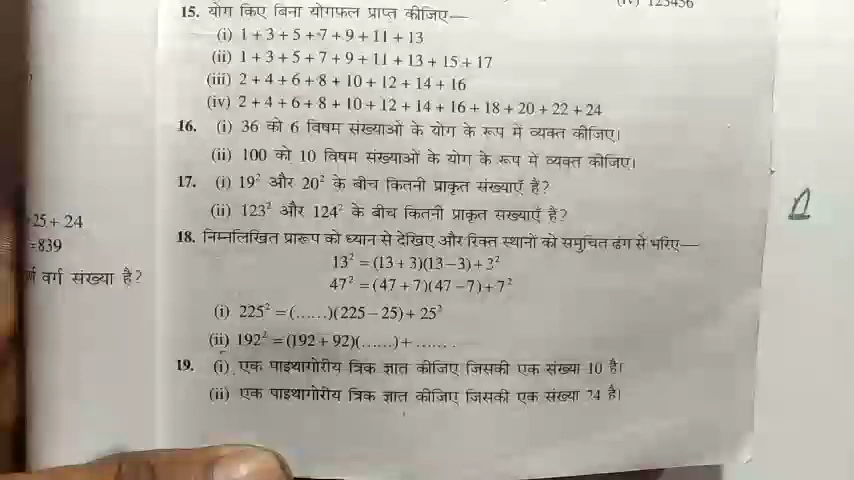 (iv) 123456
15. योग किए बिना योगफल प्राप्त कीजिए—
(i) 1 + 3 + 5 + 7 + 9 + 11 + 13
(ii) 1 + 3 + 5 + 7 + 9 + 11 + 13 + 15 + 17
(iii) 2 + 4 + 6 + 8 + 10 + 12 + 14 + 16
(iv) 2 + 4 + 6 + 8 + 10 + 12 + 14 + 16 + 18 + 20 + 22 + 24
16. (i) 36 को 6 विषम संख्याओं के योग के रूप में व्यक्त कीजिए।
(ii) 100 को 10 विषम संख्याओं के योग के रूप में व्यक्त कीजिए।
17. (i) 19² और 20² के बीच कितनी प्राकृत संख्याएँ हैं?
(ii) 123² और 124² के बीच कितनी प्राकृत संख्याएँ हैं?
25 + 24
=839
वर्ग संख्या है?
18. निम्नलिखित प्रारूप को ध्यान से देखिए और रिक्त स्थानों को समुचित ढंग से भरिए—
13² = (13 + 3)(13 − 3) + 3²
47² = (47 + 7)(47 − 7) + 7²
(i) 225² = (......)(225 − 25) + 25²
(ii) 192² = (192 + 92)(......) + .......
19. (i) एक पाइथागोरीय त्रिक ज्ञात कीजिए जिसकी एक संख्या 10 है।
(ii) एक पाइथागोरीय त्रिक ज्ञात कीजिए जिसकी एक संख्या 24 है।